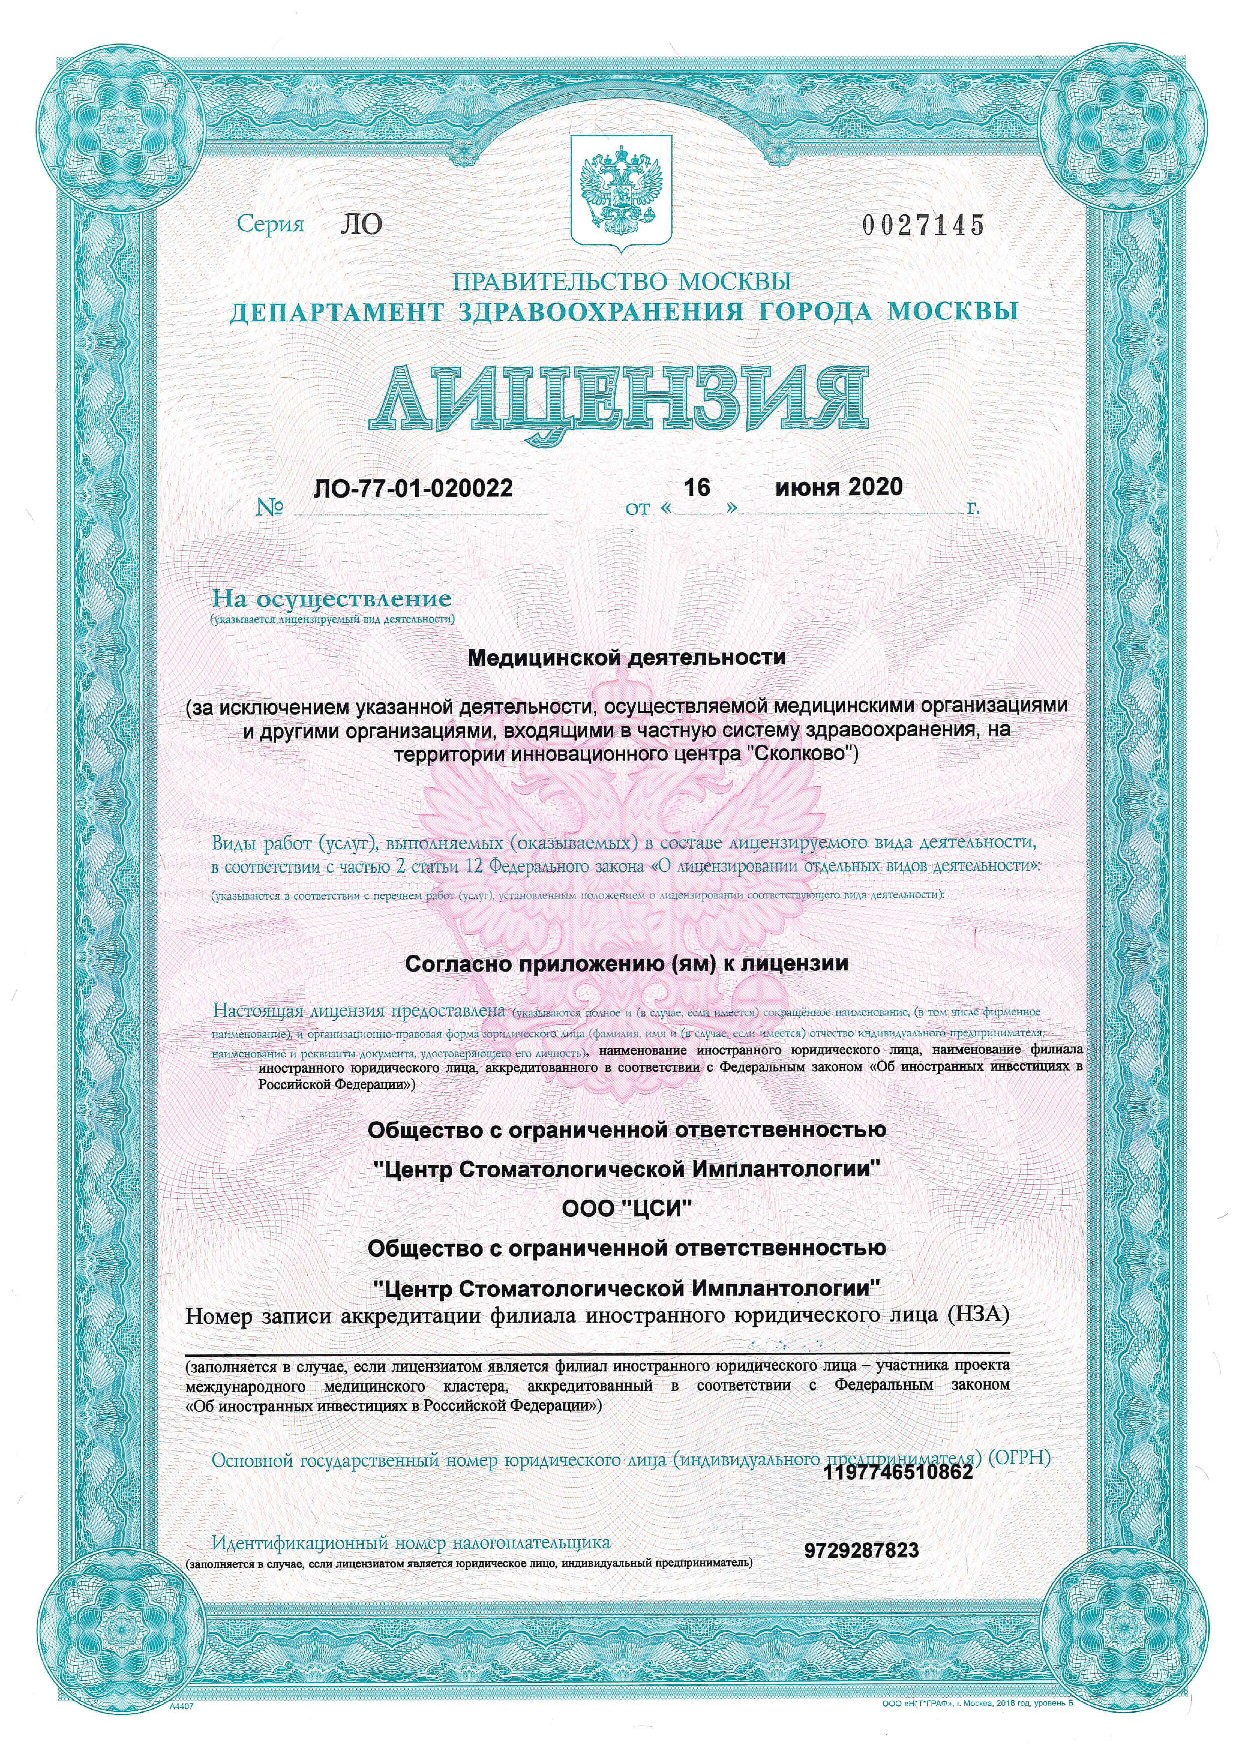 Серия ЛО 0027145
ПРАВИТЕЛЬСТВО МОСКВЫ
ДЕПАРТАМЕНТ ЗДРАВООХРАНЕНИЯ ГОРОДА МОСКВЫ
ЛИЦЕНЗИЯ
№ ЛО-77-01-020022 от « 16 » июня 2020 г.
На осуществление
(указывается лицензируемый вид деятельности)
Медицинской деятельности
(за исключением указанной деятельности, осуществляемой медицинскими организациями
и другими организациями, входящими в частную систему здравоохранения, на
территории инновационного центра "Сколково")
Виды работ (услуг), выполняемых (оказываемых) в составе лицензируемого вида деятельности,
в соответствии с частью 2 статьи 12 Федерального закона «О лицензировании отдельных видов деятельности»:
(указываются в соответствии с перечнем работ (услуг), установленным положением о лицензировании соответствующего вида деятельности):
Согласно приложению (ям) к лицензии
Настоящая лицензия предоставлена (указываются полное и (в случае, если имеется) сокращенное наименование, (в том числе фирменное
наименование), и организационно-правовая форма юридического лица (фамилия, имя и (в случае, если имеется) отчество индивидуального предпринимателя,
наименование и реквизиты документа, удостоверяющего его личность), наименование иностранного юридического лица, наименование филиала
иностранного юридического лица, аккредитованного в соответствии с Федеральным законом «Об иностранных инвестициях в
Российской Федерации»)
Общество с ограниченной ответственностью
"Центр Стоматологической Имплантологии"
ООО "ЦСИ"
Общество с ограниченной ответственностью
"Центр Стоматологической Имплантологии"
Номер записи аккредитации филиала иностранного юридического лица (НЗА)
(заполняется в случае, если лицензиатом является филиал иностранного юридического лица – участника проекта
международного медицинского кластера, аккредитованный в соответствии с Федеральным законом
«Об иностранных инвестициях в Российской Федерации»)
Основной государственный номер юридического лица (индивидуального предпринимателя) (ОГРН)
1197746510862
Идентификационный номер налогоплательщика 9729287823
(заполняется в случае, если лицензиатом является юридическое лицо, индивидуальный предприниматель)
А4407 г. Москва, 2018 год, уровень Б